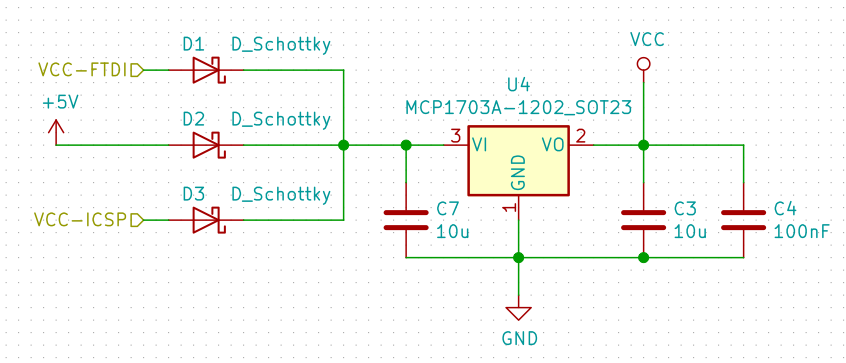 D1 D_Schottky
VCC-FTDI
+5V
D2 D_Schottky
D3 D_Schottky
VCC-ICSP
C7
10u
U4
MCP1703A-1202_SOT23
3 VI VO 2
GND
1
GND
VCC
C3
10u
C4
100nF